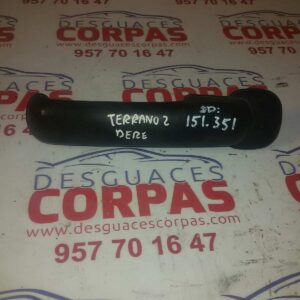 DESGUACES
CORPAS
www.desguacescorpas.com
957 70 16 47
TERRANO 2
DERE
SD:
151.351
DESGUACES
CORPAS
www.desguacescorpas.com
957 70 16 47